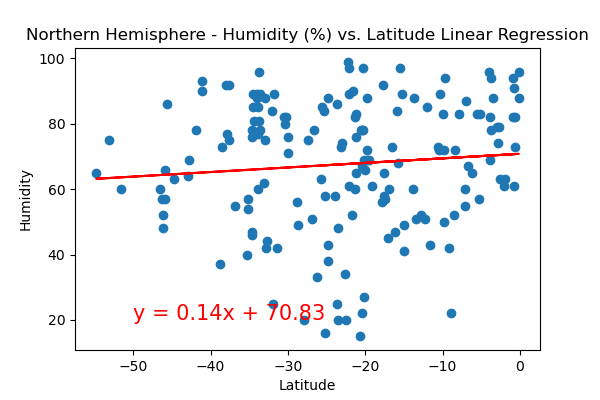 Northern Hemisphere - Humidity (%) vs. Latitude Linear Regression
100
80
60
40
20
Humidity
y = 0.14x + 70.83
−50 −40 −30 −20 −10 0
Latitude